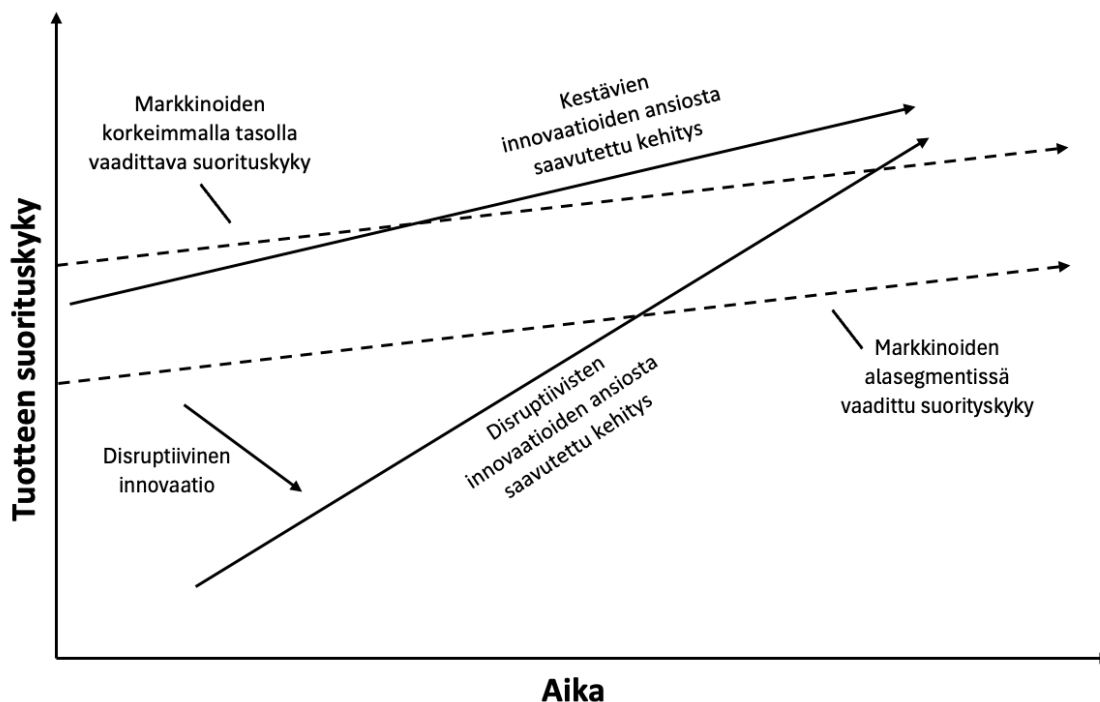 Markkinoiden
korkeimmalla tasolla
vaadittava suorituskyky
Kestävien
innovaatioiden ansiosta
saavutettu kehitys
Tuotteen suorituskyky
Disruptiivinen
innovaatio
Disruptiivisten
innovaatioiden ansiosta
saavutettu kehitys
Markkinoiden
alasegmentissä
vaadittu suorityskyky
Aika